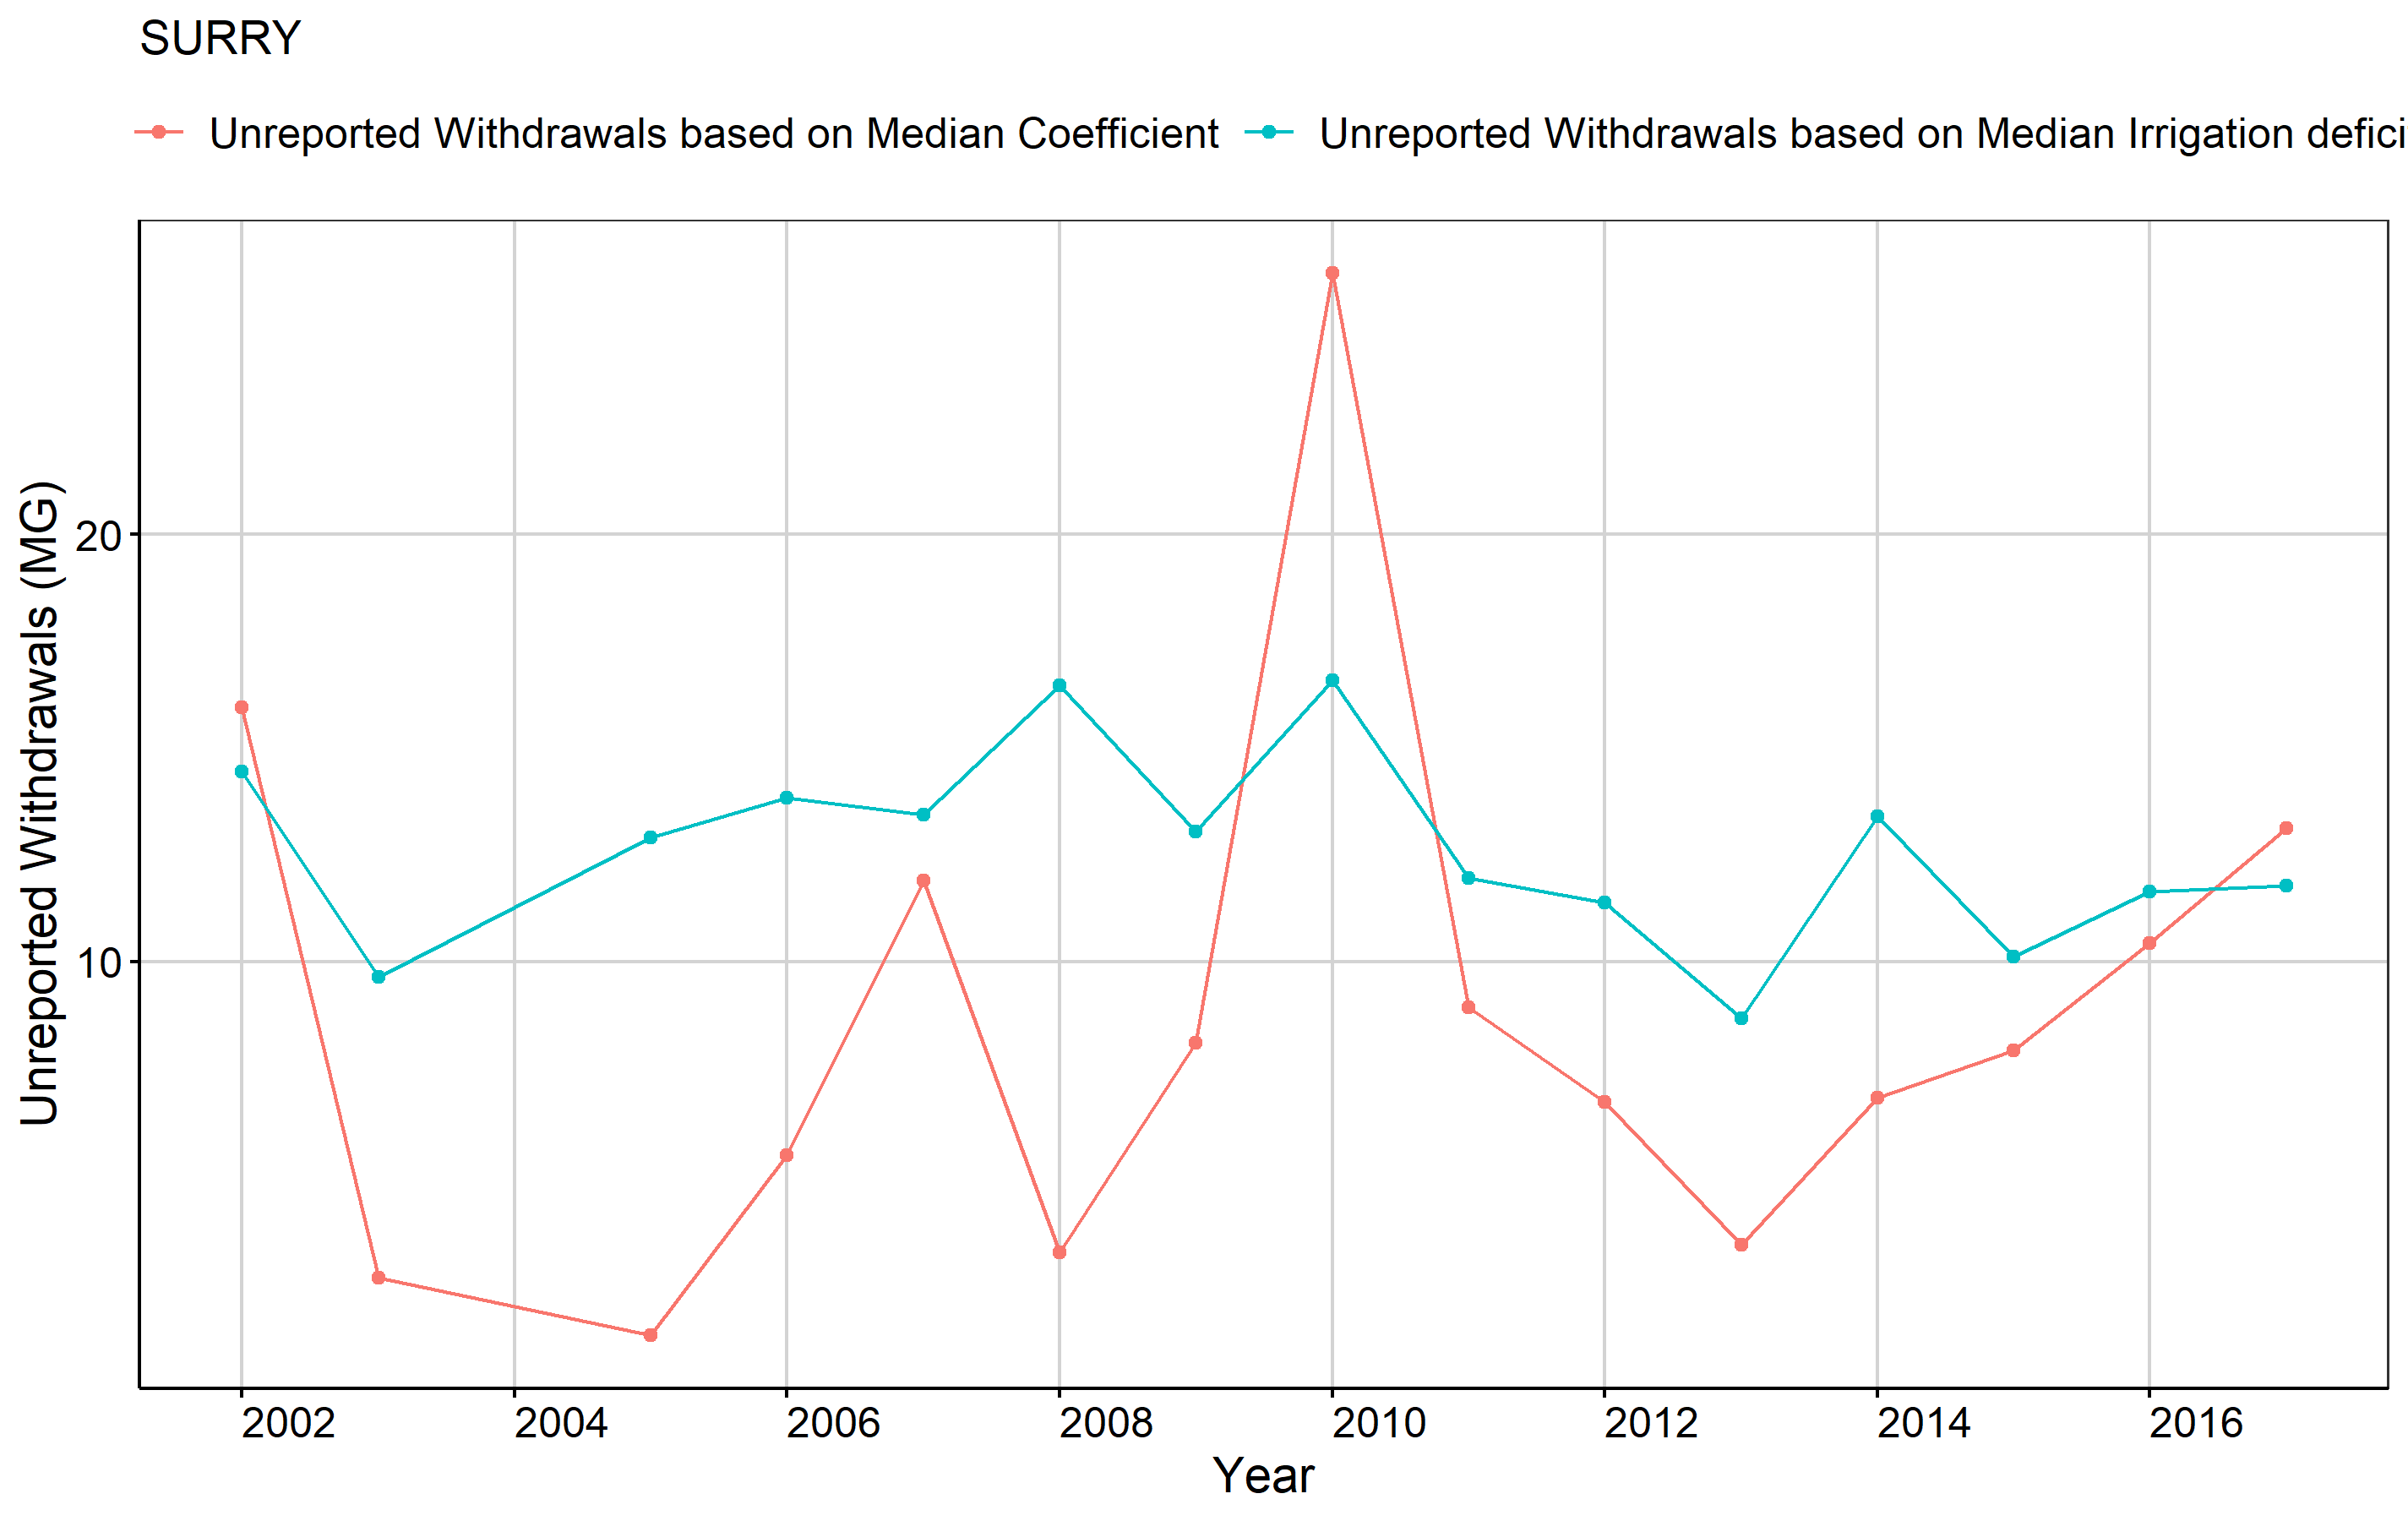 SURRY
Unreported Withdrawals based on Median Coefficient Unreported Withdrawals based on Median Irrigation defici
Unreported Withdrawals (MG)
20
10
2002 2004 2006 2008 2010 2012 2014 2016
Year